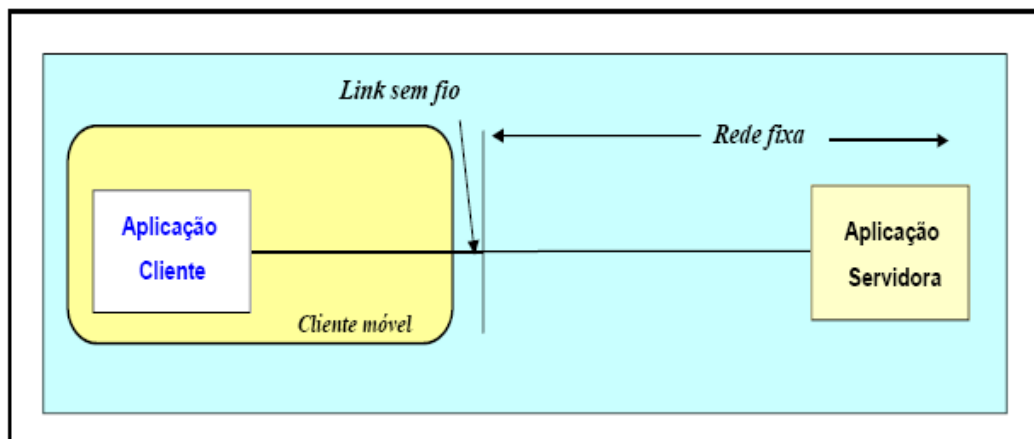 Link sem fio
Rede fixa
Aplicação
Cliente
Cliente móvel
Aplicação
Servidora